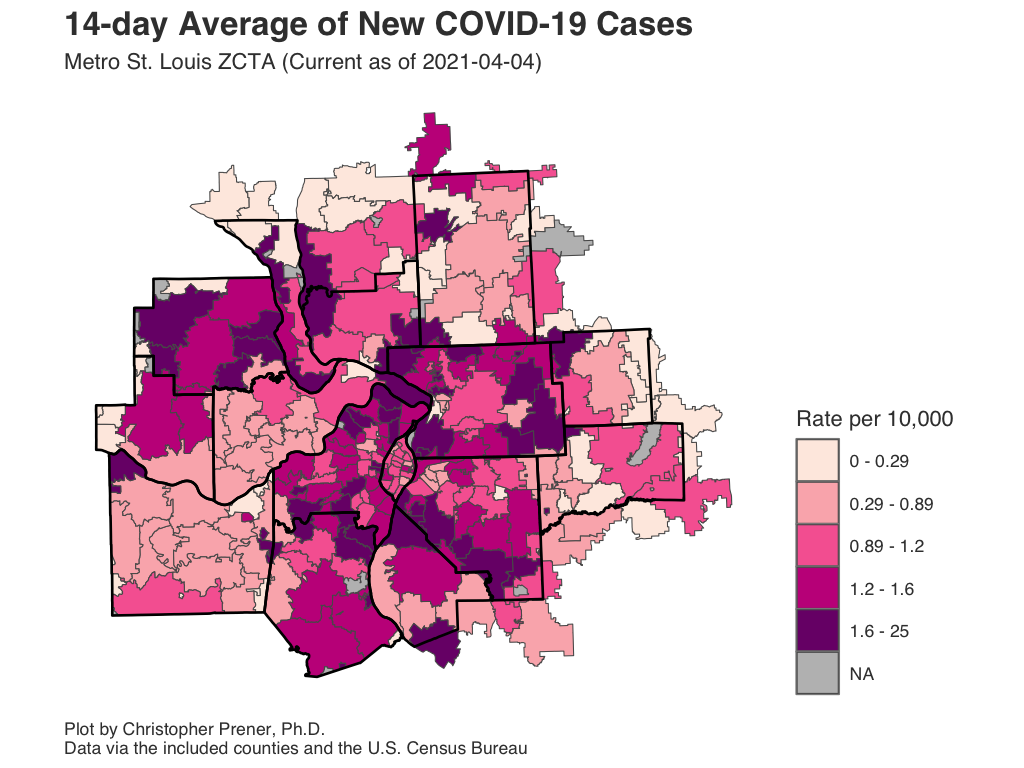 14-day Average of New COVID-19 Cases
Metro St. Louis ZCTA (Current as of 2021-04-04)
Rate per 10,000
0 - 0.29
0.29 - 0.89
0.89 - 1.2
1.2 - 1.6
1.6 - 25
NA
Plot by Christopher Prener, Ph.D.
Data via the included counties and the U.S. Census Bureau